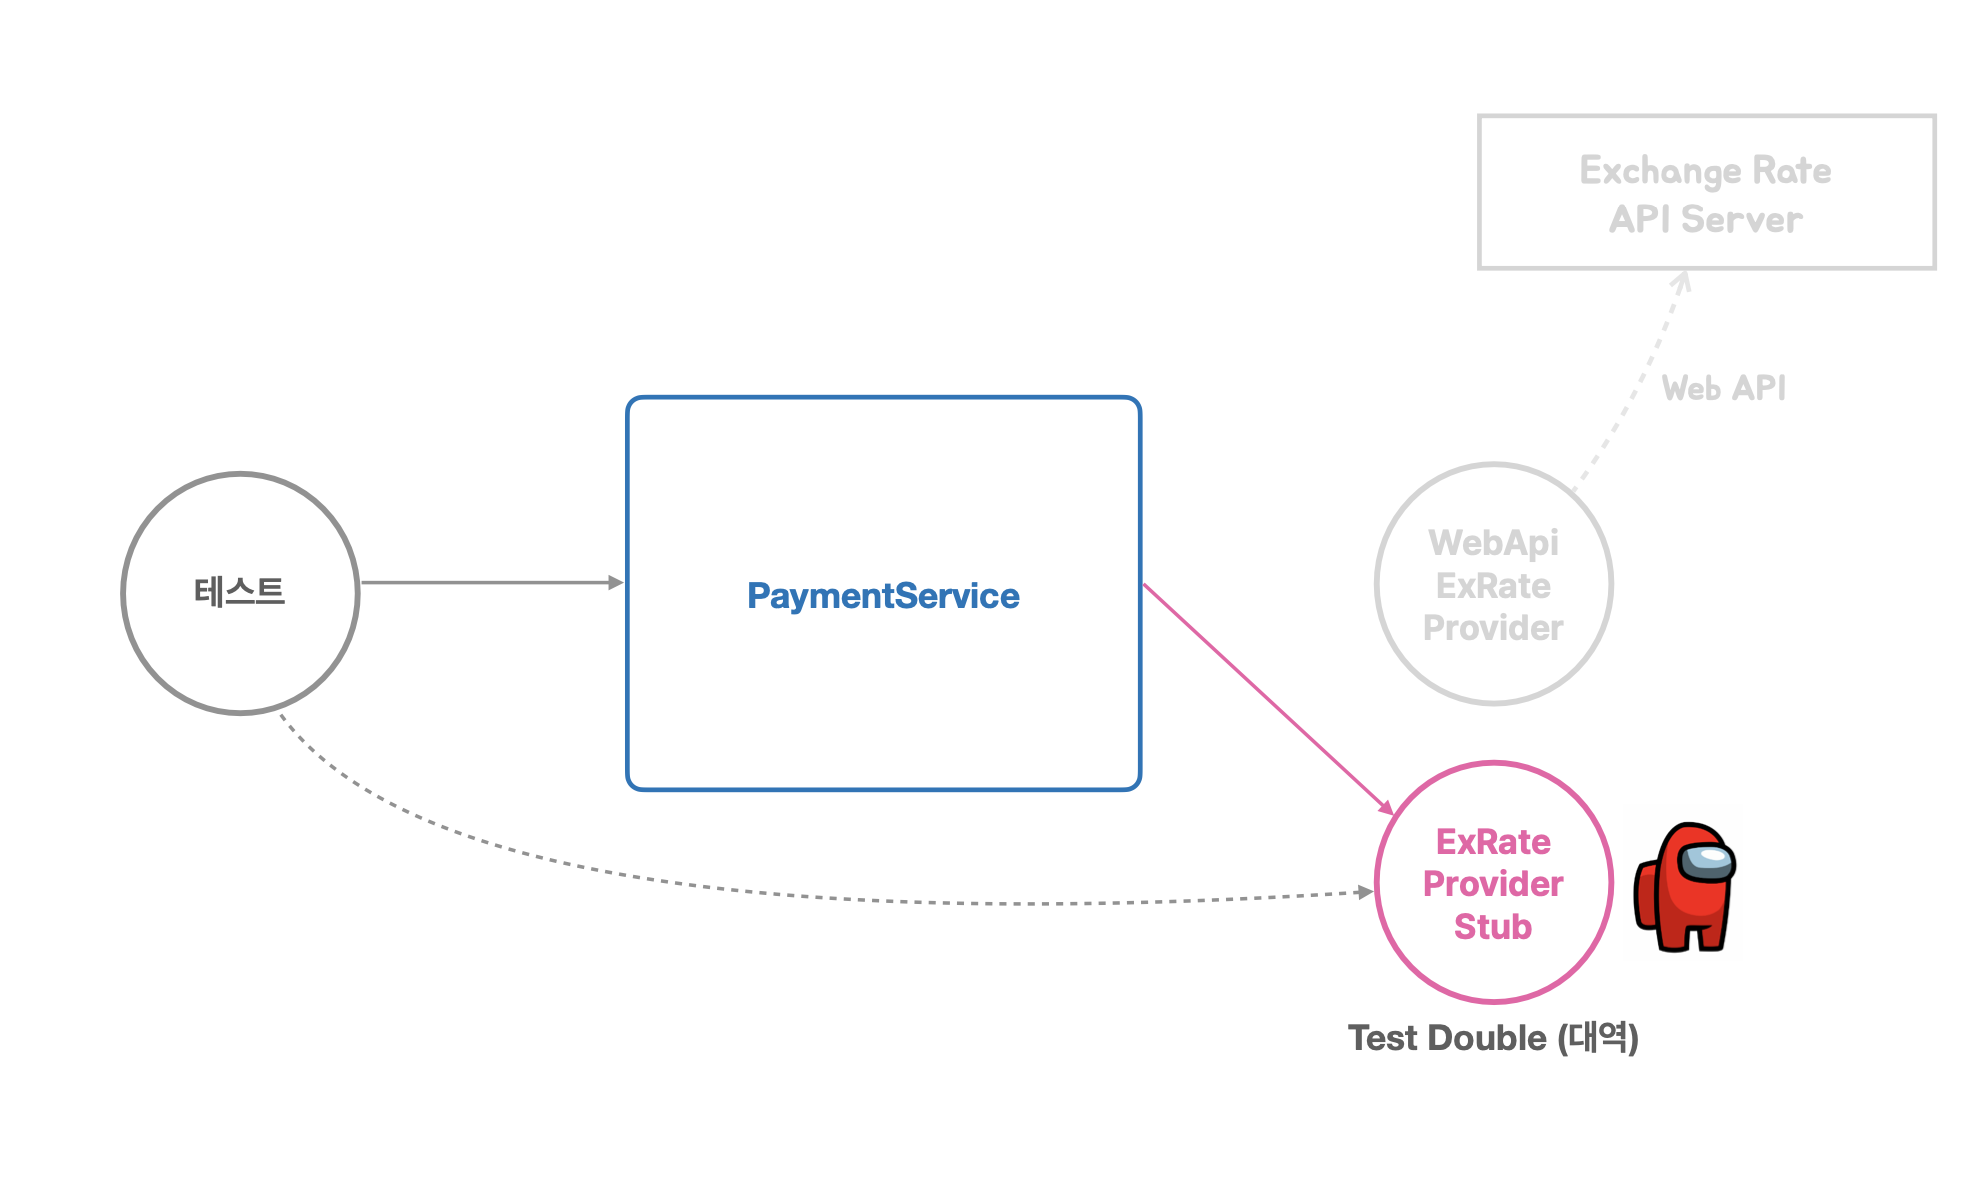 Exchange Rate
API Server
Web API
테스트
PaymentService
WebApi
ExRate
Provider
ExRate
Provider
Stub
Test Double (대역)